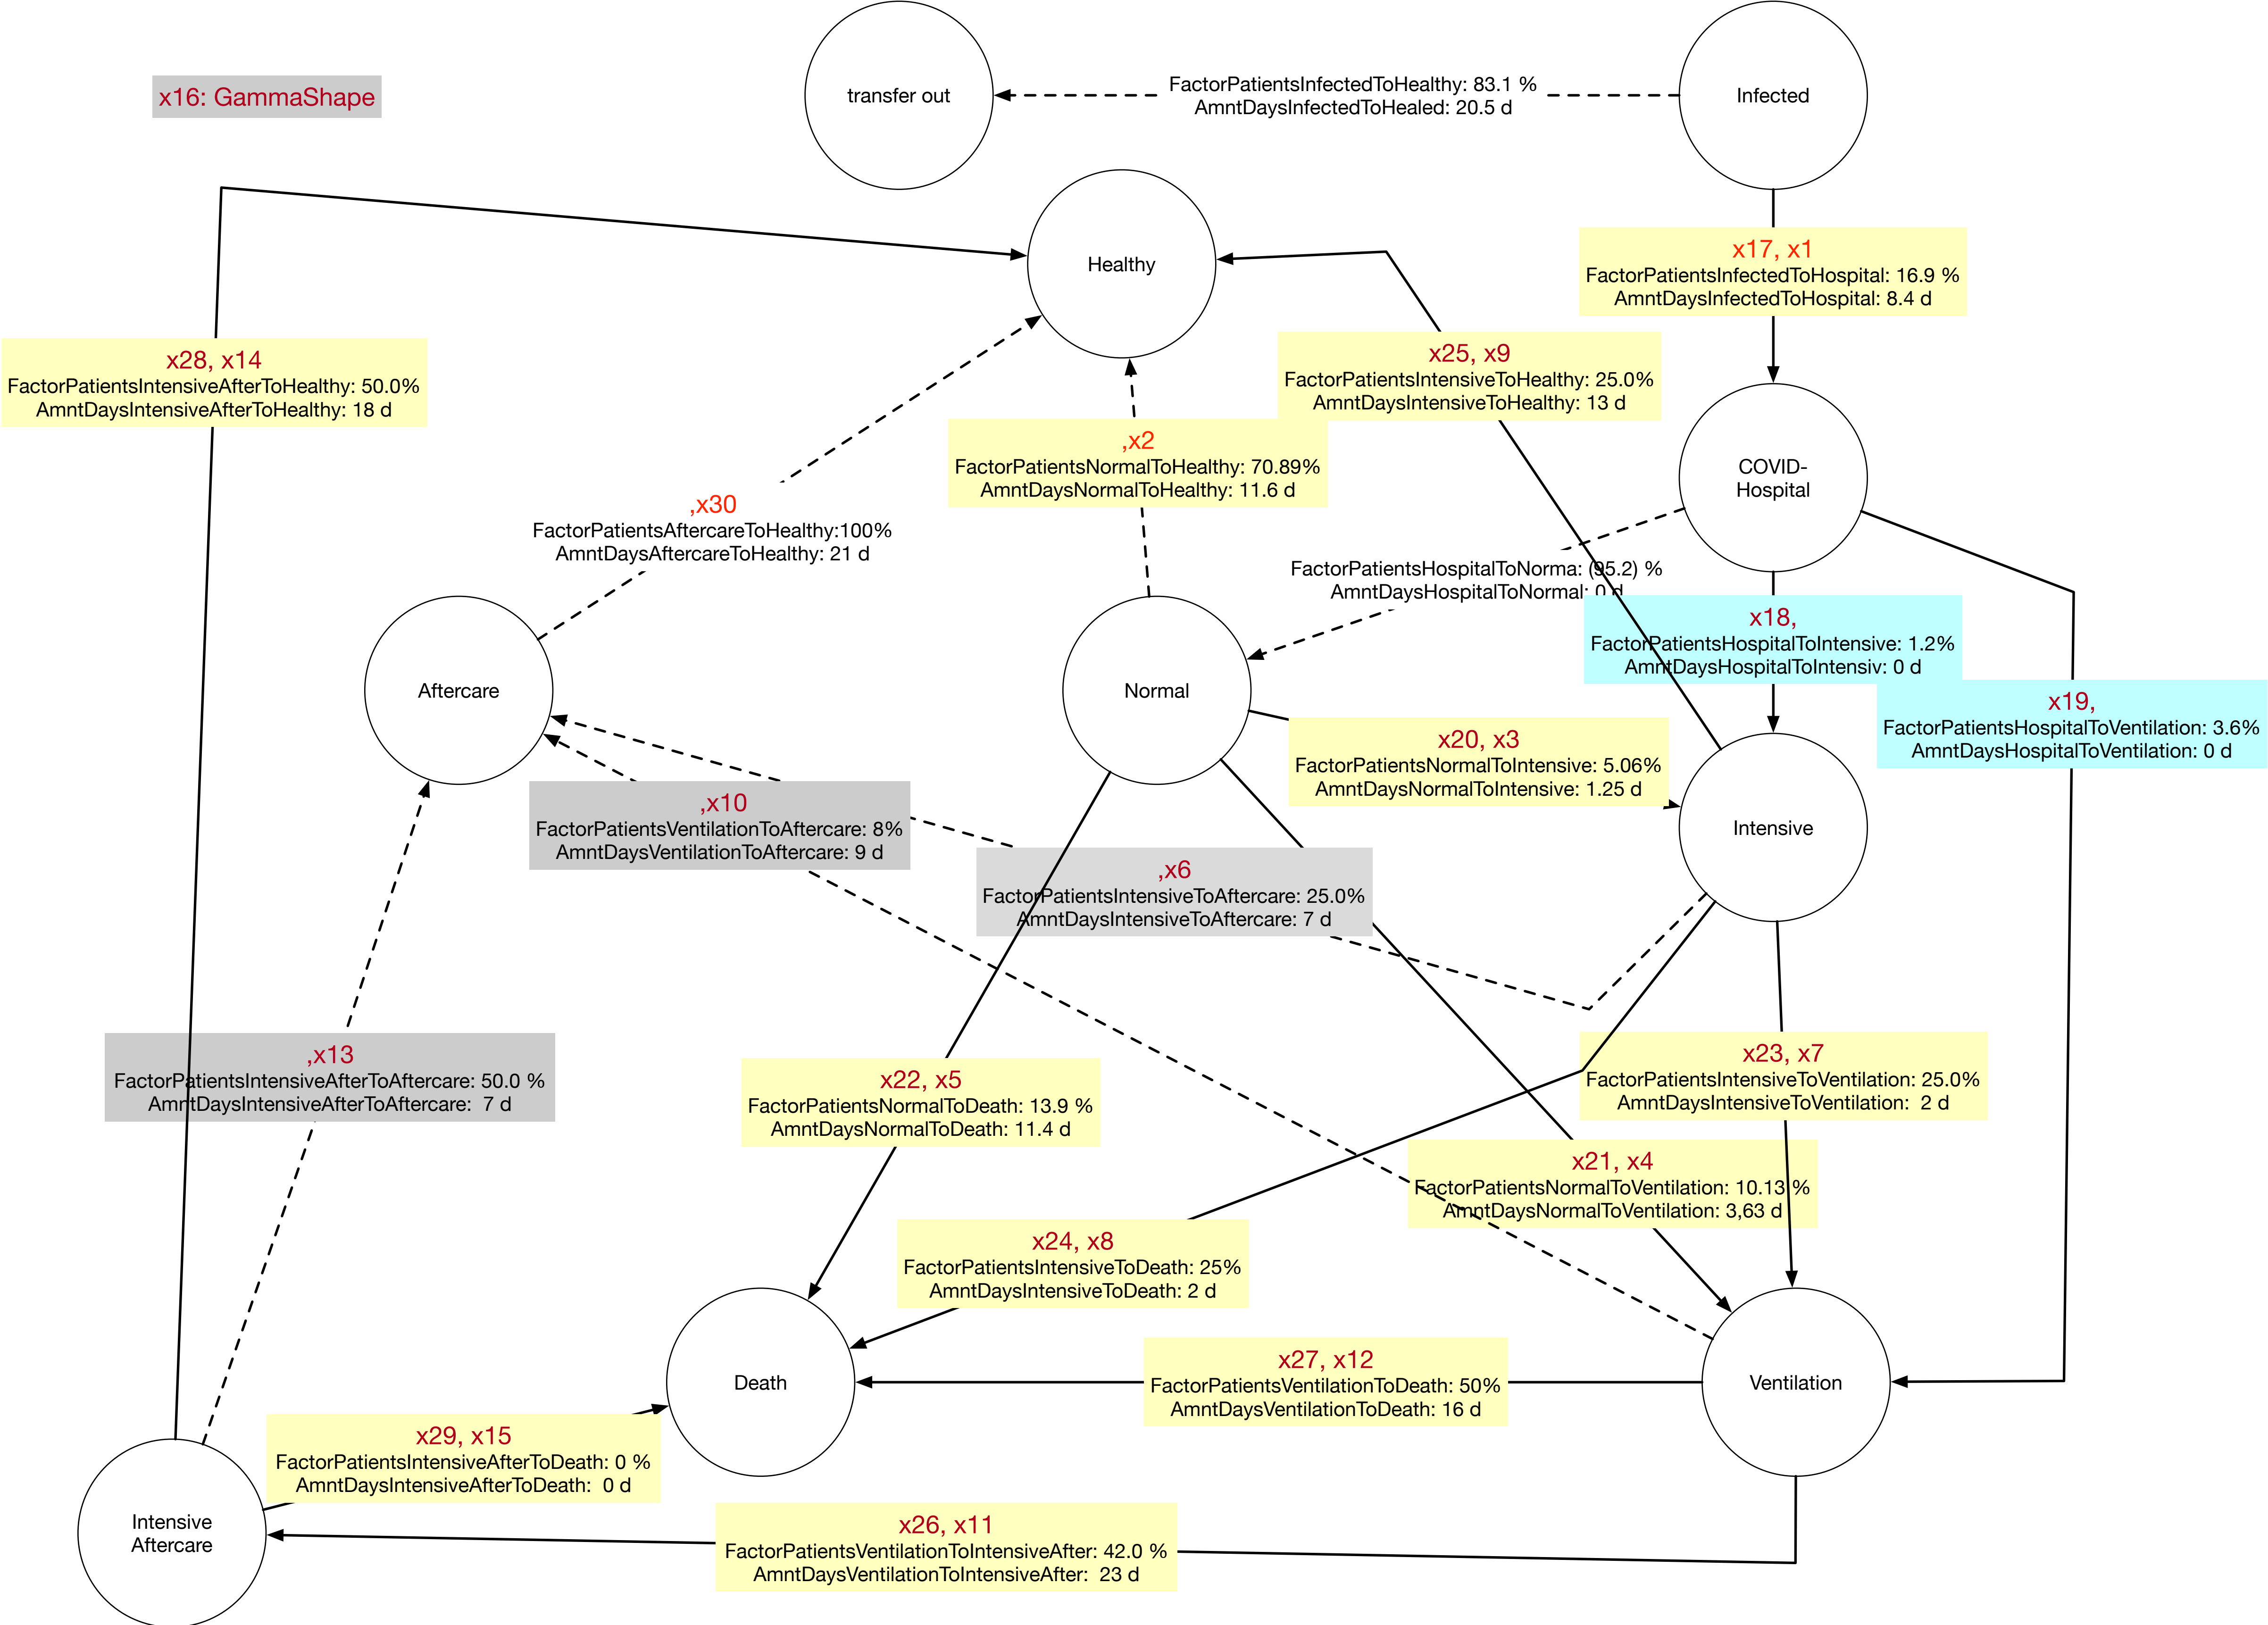 transfer out
FactorPatientsInfectedToHealthy: 83.1 %
AmntDaysInfectedToHealed: 20.5 d
Infected
x16: GammaShape
Healthy
x17, x1
FactorPatientsInfectedToHospital: 16.9 %
AmntDaysInfectedToHospital: 8.4 d
x28, x14
FactorPatientsIntensiveAfterToHealthy: 50.0%
AmntDaysIntensiveAfterToHealthy: 18 d
x25, x9
FactorPatientsIntensiveToHealthy: 25.0%
AmntDaysIntensiveToHealthy: 13 d
,x2
FactorPatientsNormalToHealthy: 70.89%
AmntDaysNormalToHealthy: 11.6 d
COVID-
Hospital
,x30
FactorPatientsAftercareToHealthy:100%
AmntDaysAftercareToHealthy: 21 d
FactorPatientsHospitalToNorma: (95.2) %
AmntDaysHospitalToNormal: 0 d
x18,
FactorPatientsHospitalToIntensive: 1.2%
AmntDaysHospitalToIntensiv: 0 d
Aftercare
Normal
x19,
FactorPatientsHospitalToVentilation: 3.6%
AmntDaysHospitalToVentilation: 0 d
x20, x3
FactorPatientsNormalToIntensive: 5.06%
AmntDaysNormalToIntensive: 1.25 d
,x10
FactorPatientsVentilationToAftercare: 8%
AmntDaysVentilationToAftercare: 9 d
Intensive
,x6
FactorPatientsIntensiveToAftercare: 25.0%
AmntDaysIntensiveToAftercare: 7 d
,x13
FactorPatientsIntensiveAfterToAftercare: 50.0 %
AmntDaysIntensiveAfterToAftercare: 7 d
x23, x7
FactorPatientsIntensiveToVentilation: 25.0%
AmntDaysIntensiveToVentilation: 2 d
x22, x5
FactorPatientsNormalToDeath: 13.9 %
AmntDaysNormalToDeath: 11.4 d
x21, x4
FactorPatientsNormalToVentilation: 10.13 %
AmntDaysNormalToVentilation: 3,63 d
x24, x8
FactorPatientsIntensiveToDeath: 25%
AmntDaysIntensiveToDeath: 2 d
x27, x12
FactorPatientsVentilationToDeath: 50%
AmntDaysVentilationToDeath: 16 d
Death
Ventilation
x29, x15
FactorPatientsIntensiveAfterToDeath: 0 %
AmntDaysIntensiveAfterToDeath: 0 d
Intensive
Aftercare
x26, x11
FactorPatientsVentilationToIntensiveAfter: 42.0 %
AmntDaysVentilationToIntensiveAfter: 23 d